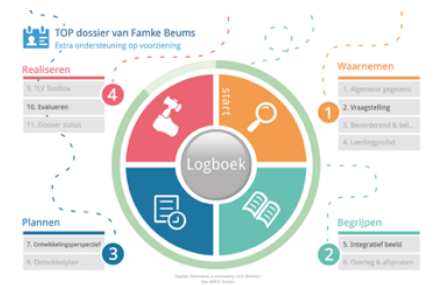 TOP dossier van Famke Beums
Extra ondersteuning op voorziening
Realiseren
9. TLV Toolbox
10. Evalueren
11. Dossier status
4
Waarnemen
1. Algemene gegevens
2. Vraagstelling
3. Bevorderend & bel..
4. Leerlingprofiel
1
start
Logboek
Plannen
7. Ontwikkelingsperspectief
8. Ontwikkelplan
3
Begrijpen
5. Integratief beeld
6. Overleg & afspraken
2